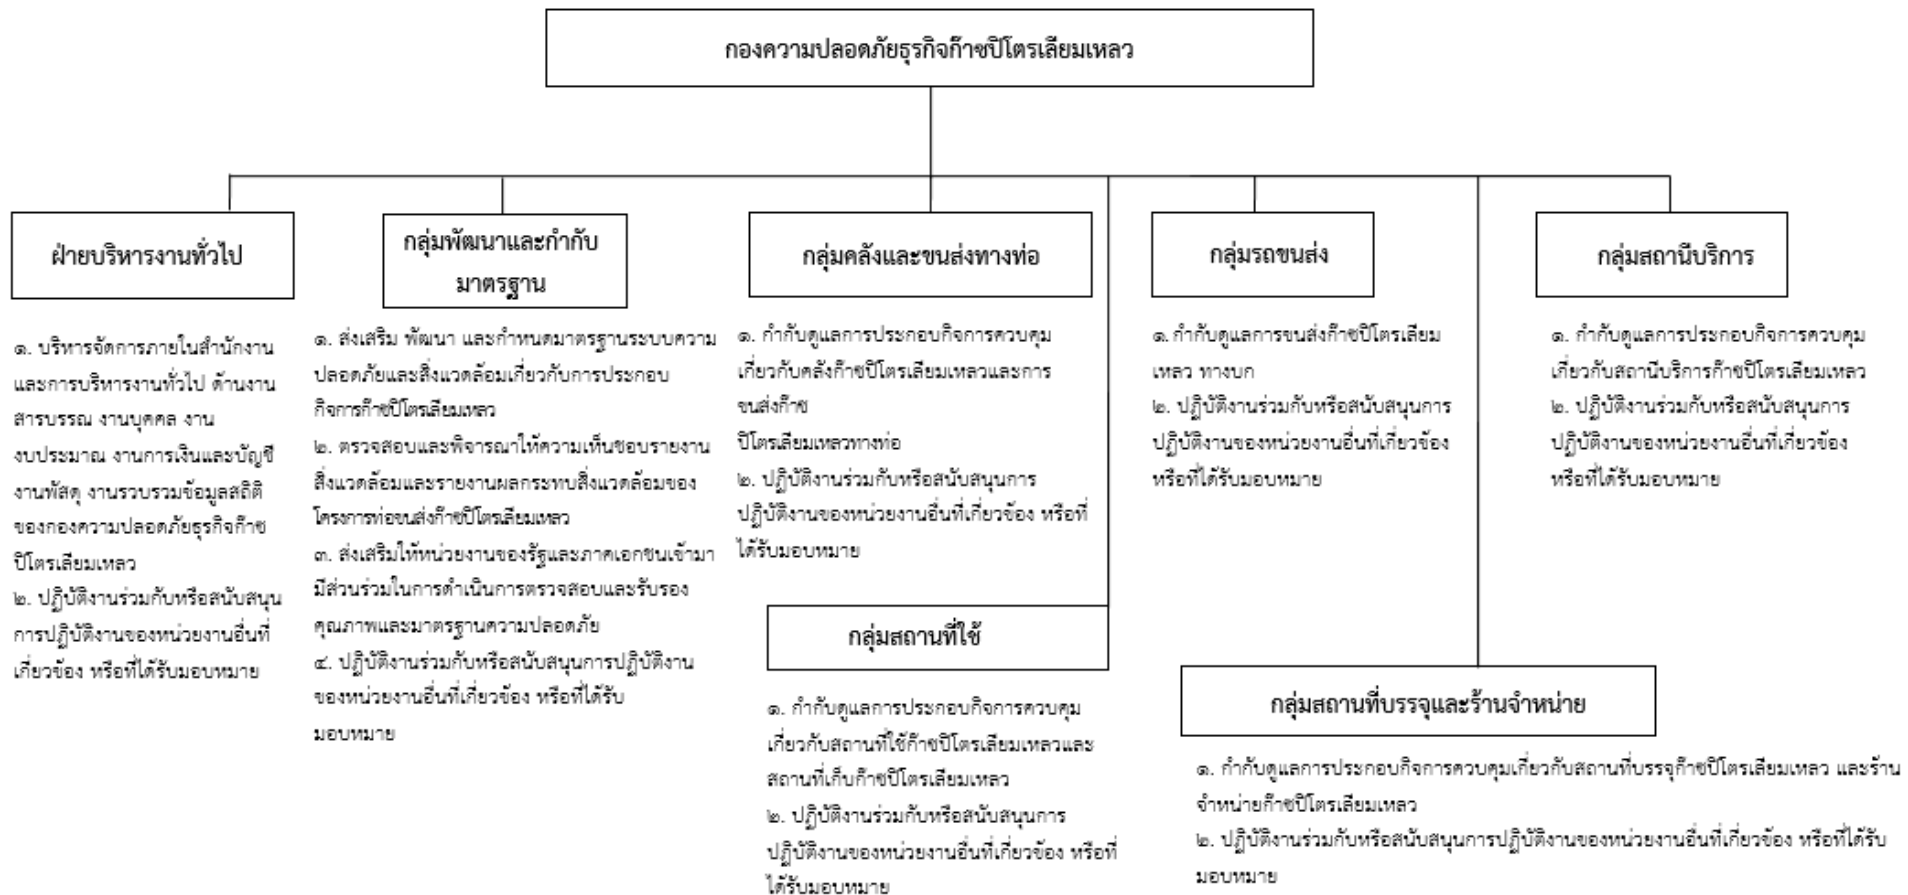 กองความปลอดภัยธุรกิจก๊าซปิโตรเลียมเหลว
ฝ่ายบริหารงานทั่วไป
๑. บริหารจัดการภายในสำนักงาน
และการบริหารงานทั่วไป ด้านงาน
สารบรรณ งานบุคคล งาน
งบประมาณ งานการเงินและบัญชี
งานพัสดุ งานรวบรวมข้อมูลสถิติ
ของกองความปลอดภัยธุรกิจก๊าซ
ปิโตรเลียมเหลว
๒. ปฏิบัติงานร่วมกับหรือสนับสนุน
การปฏิบัติงานของหน่วยงานอื่นที่
เกี่ยวข้อง หรือที่ได้รับมอบหมาย
กลุ่มพัฒนาและกำกับ
มาตรฐาน
๑. ส่งเสริม พัฒนา และกำหนดมาตรฐานระบบความ
ปลอดภัยและสิ่งแวดล้อมเกี่ยวกับการประกอบ
กิจการก๊าซปิโตรเลียมเหลว
๒. ตรวจสอบและพิจารณาให้ความเห็นชอบรายงาน
สิ่งแวดล้อมและรายงานผลกระทบสิ่งแวดล้อมของ
โครงการท่อขนส่งก๊าซปิโตรเลียมเหลว
๓. ส่งเสริมให้หน่วยงานของรัฐและภาคเอกชนเข้ามา
มีส่วนร่วมในการดำเนินการตรวจสอบและรับรอง
คุณภาพและมาตรฐานความปลอดภัย
๔. ปฏิบัติงานร่วมกับหรือสนับสนุนการปฏิบัติงาน
ของหน่วยงานอื่นที่เกี่ยวข้อง หรือที่ได้รับ
มอบหมาย
กลุ่มคลังและขนส่งทางท่อ
๑. กำกับดูแลการประกอบกิจการควบคุม
เกี่ยวกับคลังก๊าซปิโตรเลียมเหลวและการ
ขนส่งก๊าซ
ปิโตรเลียมเหลวทางท่อ
๒. ปฏิบัติงานร่วมกับหรือสนับสนุนการ
ปฏิบัติงานของหน่วยงานอื่นที่เกี่ยวข้อง หรือที่
ได้รับมอบหมาย
กลุ่มสถานที่ใช้
๑. กำกับดูแลการประกอบกิจการควบคุม
เกี่ยวกับสถานที่ใช้ก๊าซปิโตรเลียมเหลวและ
สถานที่เก็บก๊าซปิโตรเลียมเหลว
๒. ปฏิบัติงานร่วมกับหรือสนับสนุนการ
ปฏิบัติงานของหน่วยงานอื่นที่เกี่ยวข้อง หรือที่
ได้รับมอบหมาย
กลุ่มรถขนส่ง
๑. กำกับดูแลการขนส่งก๊าซปิโตรเลียม
เหลว ทางบก
๒. ปฏิบัติงานร่วมกับหรือสนับสนุนการ
ปฏิบัติงานของหน่วยงานอื่นที่เกี่ยวข้อง
หรือที่ได้รับมอบหมาย
กลุ่มสถานีบริการ
๑. กำกับดูแลการประกอบกิจการควบคุม
เกี่ยวกับสถานีบริการก๊าซปิโตรเลียมเหลว
๒. ปฏิบัติงานร่วมกับหรือสนับสนุนการ
ปฏิบัติงานของหน่วยงานอื่นที่เกี่ยวข้อง
หรือที่ได้รับมอบหมาย
กลุ่มสถานที่บรรจุและร้านจำหน่าย
๑. กำกับดูแลการประกอบกิจการควบคุมเกี่ยวกับสถานที่บรรจุก๊าซปิโตรเลียมเหลว และร้าน
จำหน่ายก๊าซปิโตรเลียมเหลว
๒. ปฏิบัติงานร่วมกับหรือสนับสนุนการปฏิบัติงานของหน่วยงานอื่นที่เกี่ยวข้อง หรือที่ได้รับ
มอบหมาย